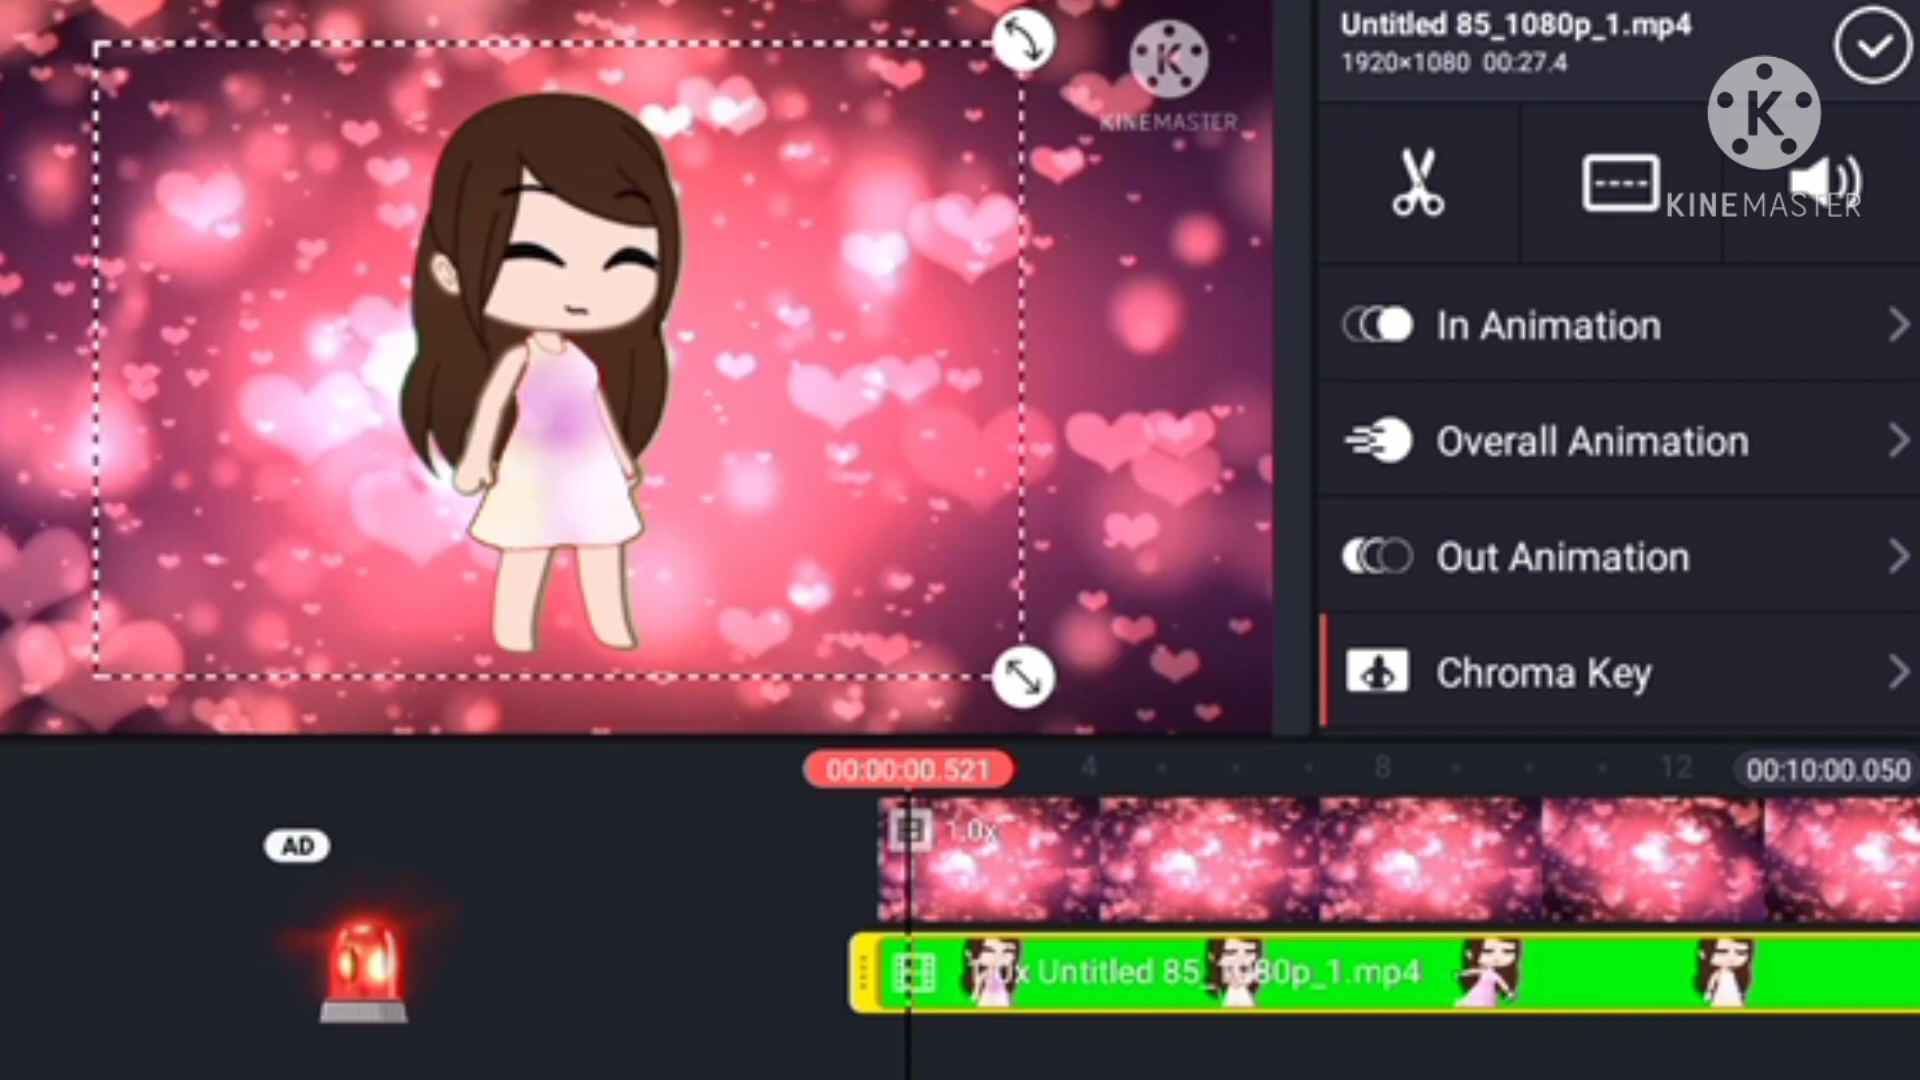 Untitled 85_1080p_1.mp4
1920×1080 00:27.4
K
KINEMASTER
K
KINEMASTER
In Animation
Overall Animation
Out Animation
Chroma Key
00:00:00.521
4
8
12
00:10:00.050
1.0x
AD
1.0x Untitled 85_1080p_1.mp4